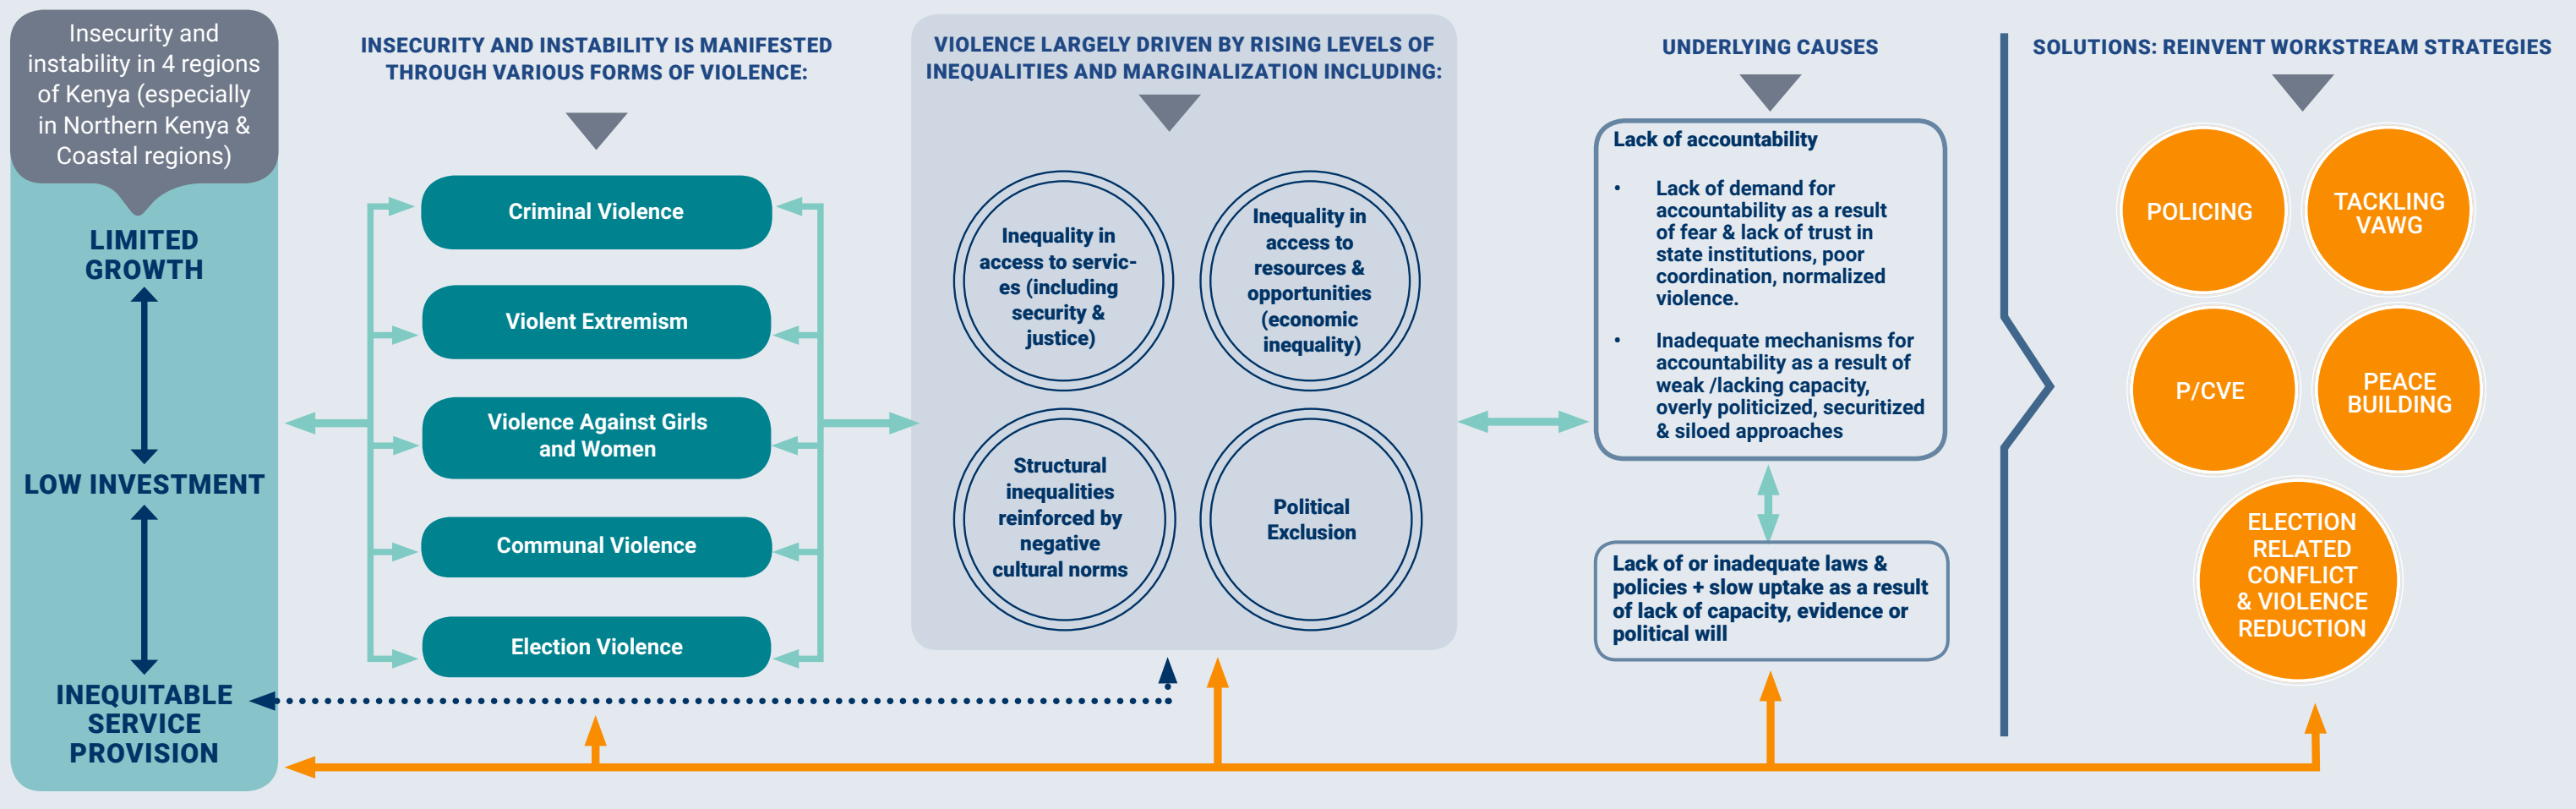 Insecurity and
instability in 4 regions
of Kenya (especially
in Northern Kenya &
Coastal regions)
LIMITED
GROWTH
LOW INVESTMENT
INEQUITABLE
SERVICE
PROVISION
INSECURITY AND INSTABILITY IS MANIFESTED
THROUGH VARIOUS FORMS OF VIOLENCE:
Criminal Violence
Violent Extremism
Violence Against Girls
and Women
Communal Violence
Election Violence
VIOLENCE LARGELY DRIVEN BY RISING LEVELS OF
INEQUALITIES AND MARGINALIZATION INCLUDING:
Inequality in
access to servic-
es (including
security &
justice)
Inequality in
access to
resources &
opportunities
(economic
inequality)
Structural
inequalities
reinforced by
negative
cultural norms
Political
Exclusion
UNDERLYING CAUSES
Lack of accountability
• Lack of demand for
accountability as a result
of fear & lack of trust in
state institutions, poor
coordination, normalized
violence.
• Inadequate mechanisms for
accountability as a result of
weak /lacking capacity,
overly politicized, securitized
& siloed approaches
Lack of or inadequate laws &
policies + slow uptake as a result
of lack of capacity, evidence or
political will
SOLUTIONS: REINVENT WORKSTREAM STRATEGIES
POLICING
TACKLING
VAWG
P/CVE
PEACE
BUILDING
ELECTION
RELATED
CONFLICT
& VIOLENCE
REDUCTION